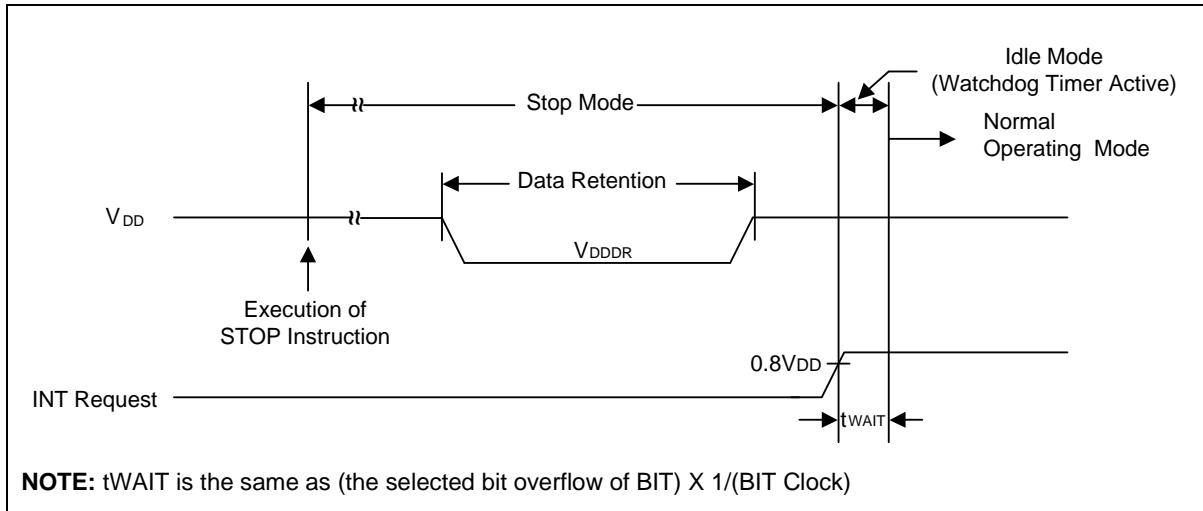 Idle Mode
(Watchdog Timer Active)
Stop Mode
Normal
Operating Mode
Data Retention
VDD
VDDDR
Execution of
STOP Instruction
0.8VDD
INT Request
tWAIT
NOTE: tWAIT is the same as (the selected bit overflow of BIT) X 1/(BIT Clock)